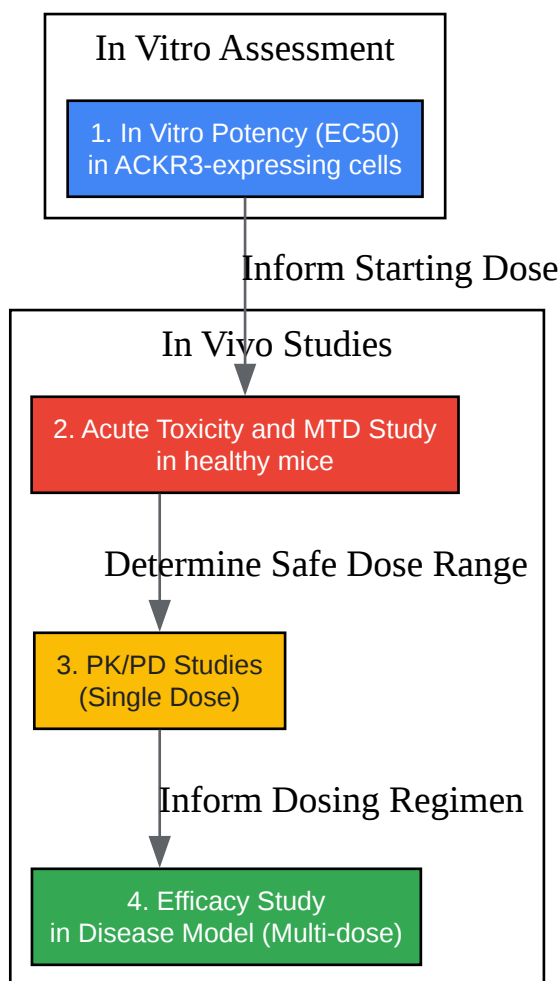 In Vitro Assessment
1. In Vitro Potency (EC50)
in ACKR3-expressing cells
Inform Starting Dose
In Vivo Studies
2. Acute Toxicity and MTD Study
in healthy mice
Determine Safe Dose Range
3. PK/PD Studies
(Single Dose)
Inform Dosing Regimen
4. Efficacy Study
in Disease Model (Multi-dose)